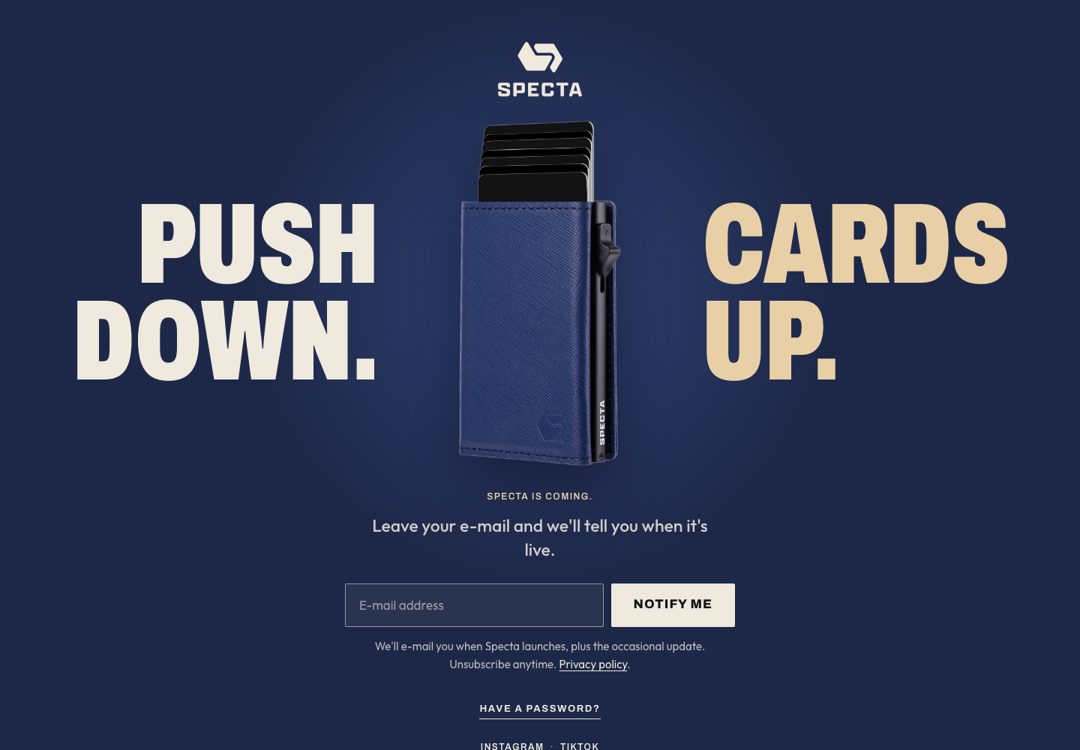 SPECTA
PUSH
DOWN.
CARDS
UP.
SPECTA
SPECTA IS COMING.
Leave your e-mail and we'll tell you when it's
live.
E-mail address
NOTIFY ME
We'll e-mail you when Specta launches, plus the occasional update.
Unsubscribe anytime. Privacy policy.
HAVE A PASSWORD?
INSTAGRAM · TIKTOK